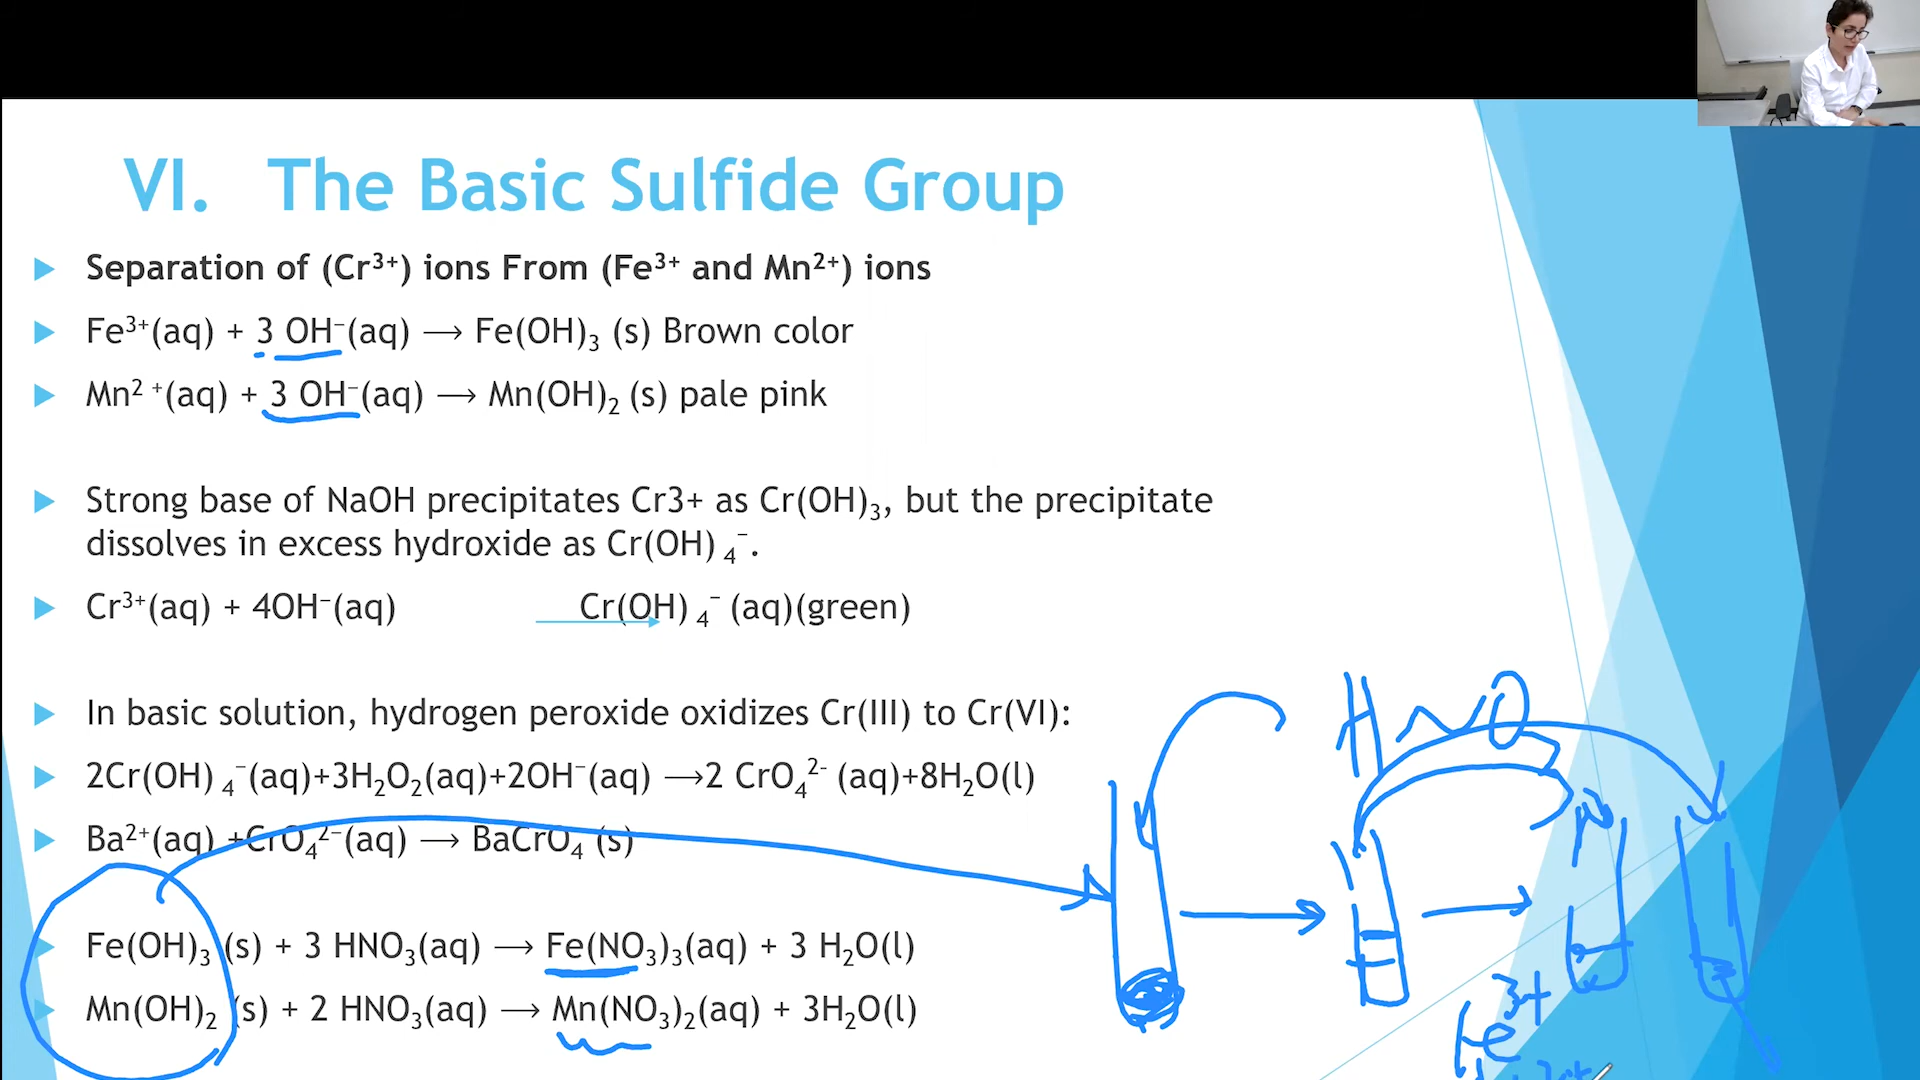 VI. The Basic Sulfide Group
Separation of (Cr³⁺) ions From (Fe³⁺ and Mn²⁺) ions
Fe³⁺(aq) + 3 OH⁻(aq) ⟶ Fe(OH)₃ (s) Brown color
Mn² ⁺(aq) + 3 OH⁻(aq) ⟶ Mn(OH)₂ (s) pale pink
Strong base of NaOH precipitates Cr3+ as Cr(OH)₃, but the precipitate
dissolves in excess hydroxide as Cr(OH) ₄⁻.
Cr³⁺(aq) + 4OH⁻(aq) ⟶ Cr(OH) ₄⁻ (aq)(green)
In basic solution, hydrogen peroxide oxidizes Cr(III) to Cr(VI):
2Cr(OH) ₄⁻(aq)+3H₂O₂(aq)+2OH⁻(aq) ⟶2 CrO₄²⁻ (aq)+8H₂O(l)
Ba²⁺(aq) +CrO₄²⁻(aq) ⟶ BaCrO₄ (s)
Fe(OH)₃ (s) + 3 HNO₃(aq) ⟶ Fe(NO₃)₃(aq) + 3 H₂O(l)
Mn(OH)₂ (s) + 2 HNO₃(aq) ⟶ Mn(NO₃)₂(aq) + 3H₂O(l)
HNO
Fe³⁺